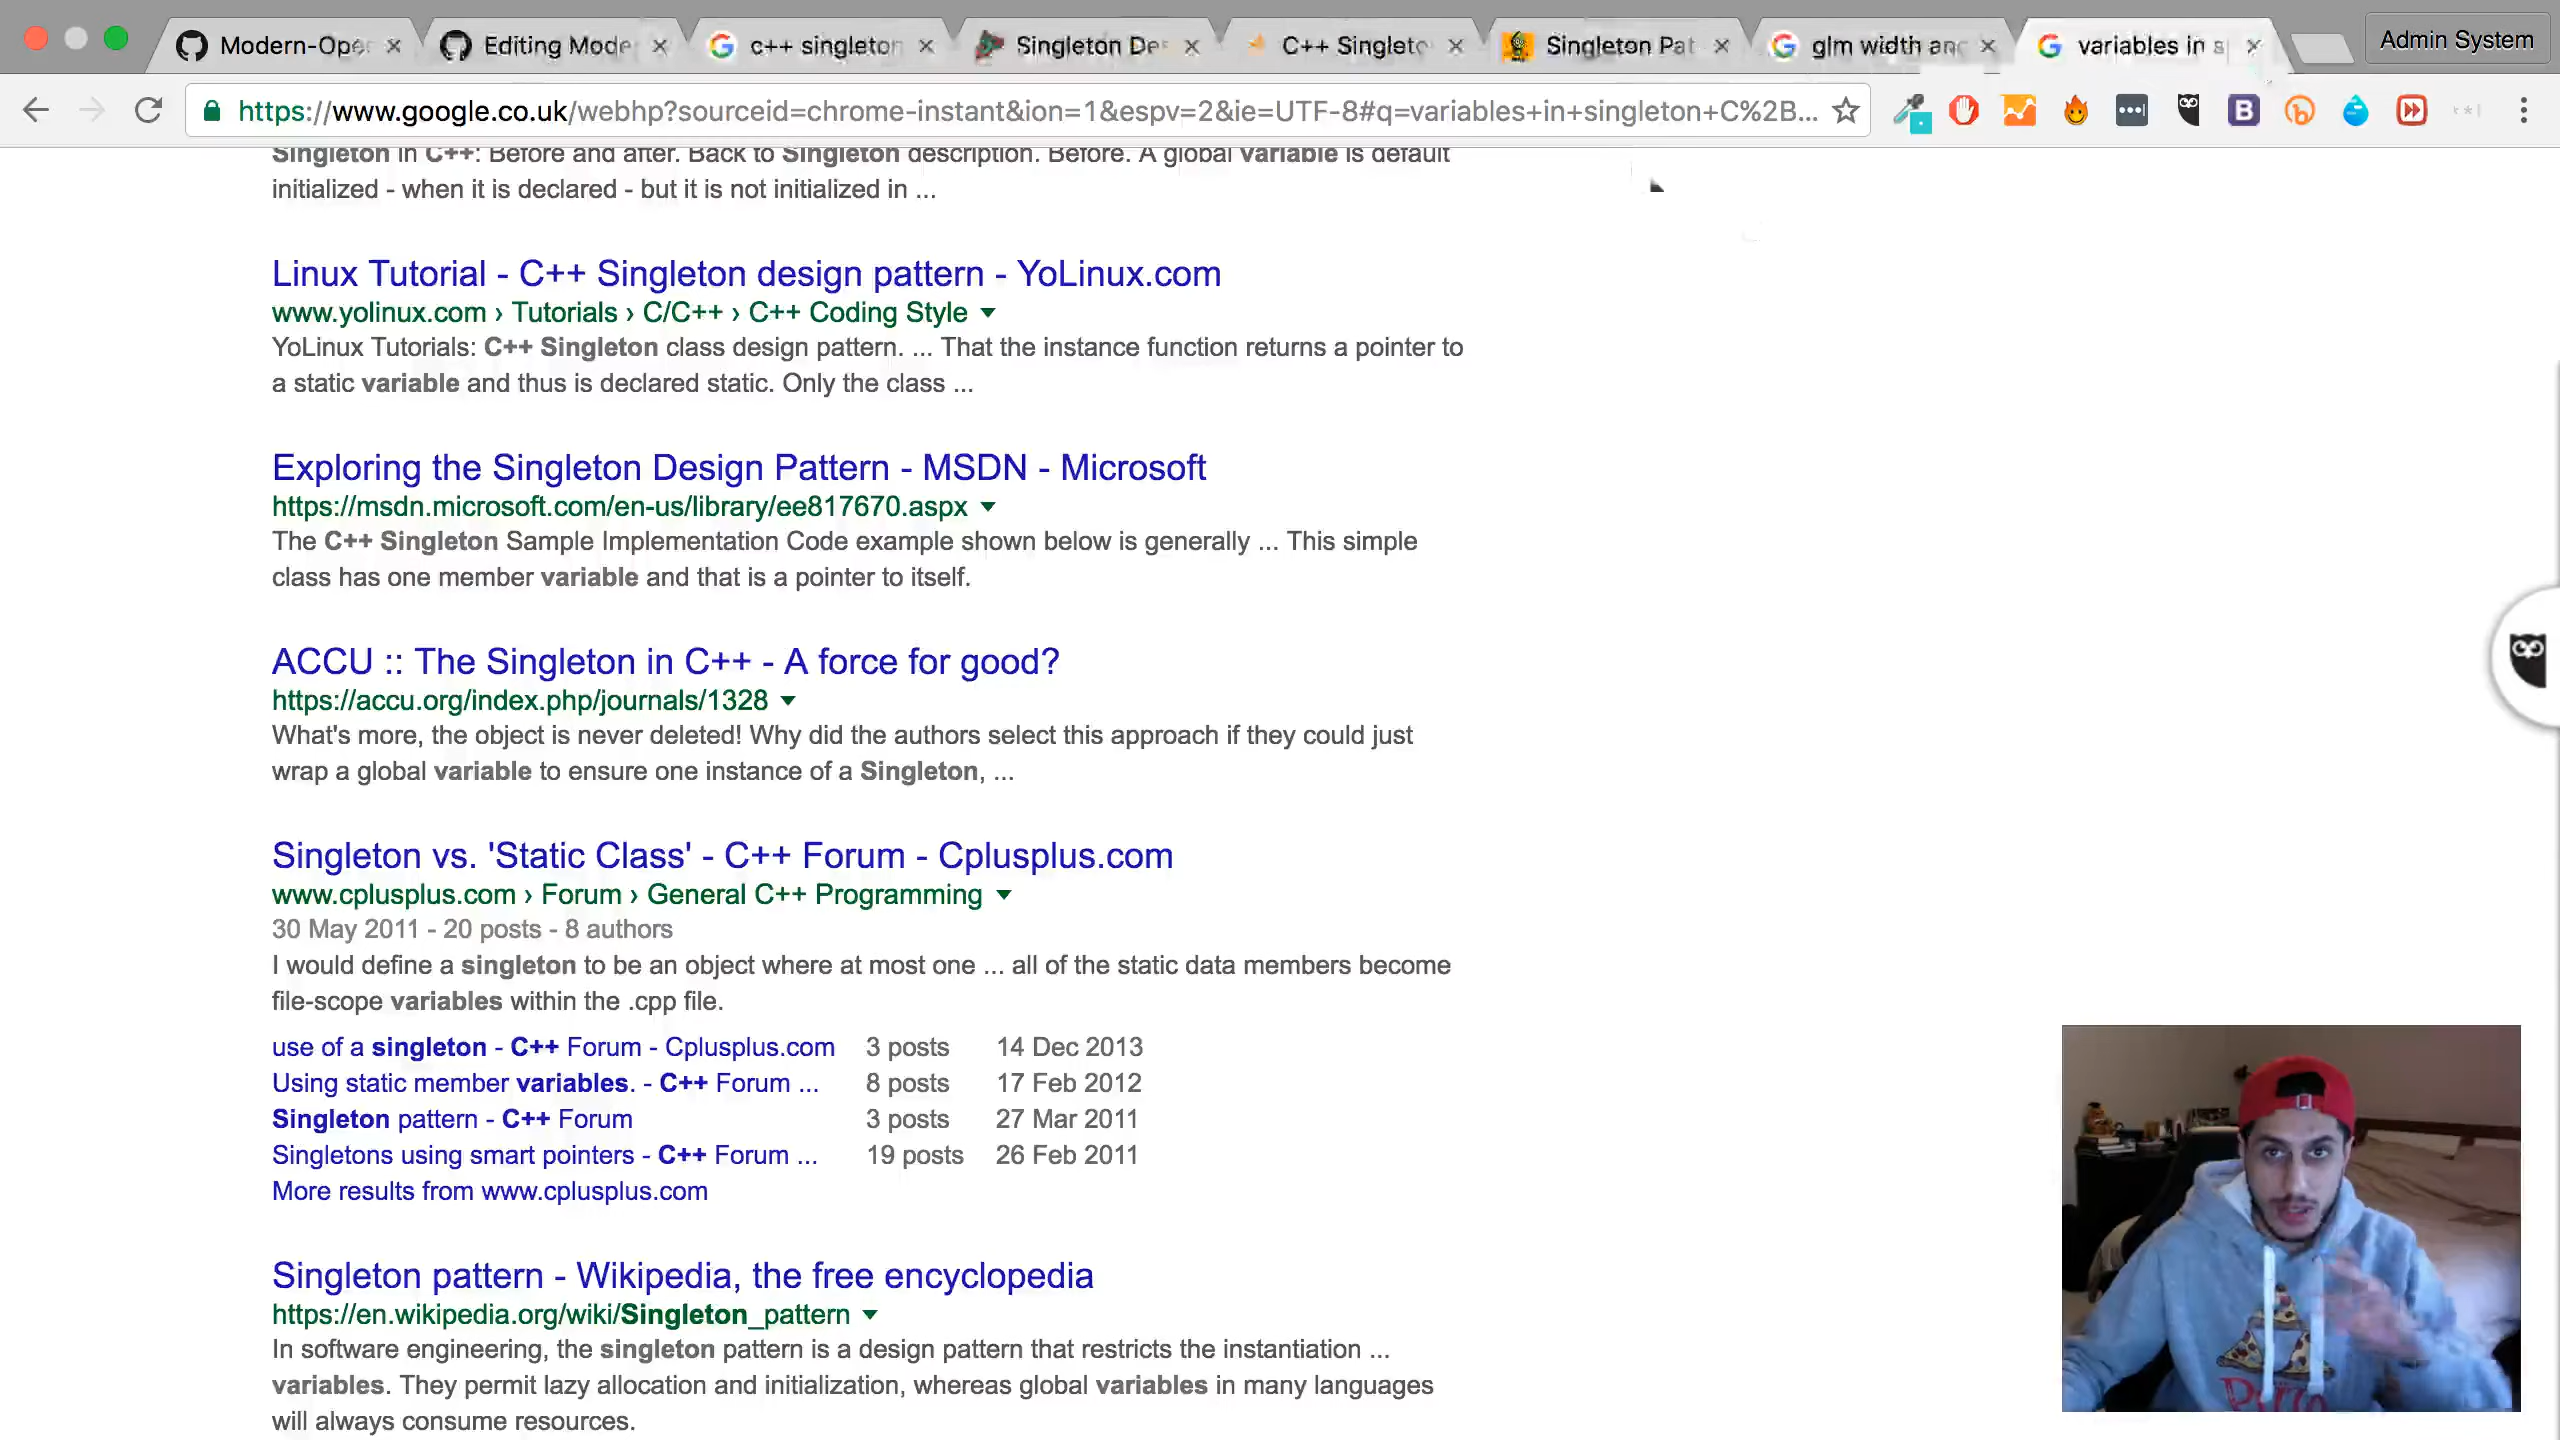 Modern-Ope
Editing Mode
c++ singleton
Singleton De
C++ Singleto
Singleton Pat
glm width an
variables in s
Admin System
https://www.google.co.uk/webhp?sourceid=chrome-instant&ion=1&espv=2&ie=UTF-8#q=variables+in+singleton+C%2B...
Singleton in C++: Before and after. Back to Singleton description. Before. A global variable is default
initialized - when it is declared - but it is not initialized in ...
Linux Tutorial - C++ Singleton design pattern - YoLinux.com
www.yolinux.com › Tutorials › C/C++ › C++ Coding Style
YoLinux Tutorials: C++ Singleton class design pattern. ... That the instance function returns a pointer to
a static variable and thus is declared static. Only the class ...
Exploring the Singleton Design Pattern - MSDN - Microsoft
https://msdn.microsoft.com/en-us/library/ee817670.aspx
The C++ Singleton Sample Implementation Code example shown below is generally ... This simple
class has one member variable and that is a pointer to itself.
ACCU :: The Singleton in C++ - A force for good?
https://accu.org/index.php/journals/1328
What's more, the object is never deleted! Why did the authors select this approach if they could just
wrap a global variable to ensure one instance of a Singleton, ...
Singleton vs. 'Static Class' - C++ Forum - Cplusplus.com
www.cplusplus.com › Forum › General C++ Programming
30 May 2011 - 20 posts - 8 authors
I would define a singleton to be an object where at most one ... all of the static data members become
file-scope variables within the .cpp file.
use of a singleton - C++ Forum - Cplusplus.com 3 posts 14 Dec 2013
Using static member variables. - C++ Forum ... 8 posts 17 Feb 2012
Singleton pattern - C++ Forum 3 posts 27 Mar 2011
Singletons using smart pointers - C++ Forum ... 19 posts 26 Feb 2011
More results from www.cplusplus.com
Singleton pattern - Wikipedia, the free encyclopedia
https://en.wikipedia.org/wiki/Singleton_pattern
In software engineering, the singleton pattern is a design pattern that restricts the instantiation ...
variables. They permit lazy allocation and initialization, whereas global variables in many languages
will always consume resources.